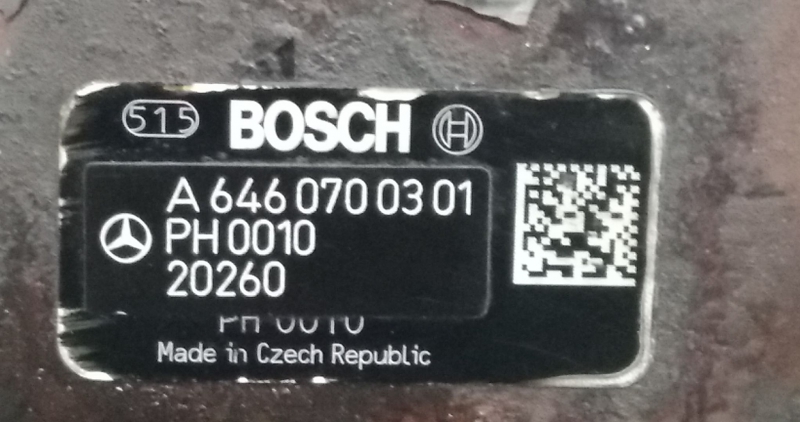 515 BOSCH H
A 646 070 03 01
PH 0010
20260
PH 0010
Made in Czech Republic